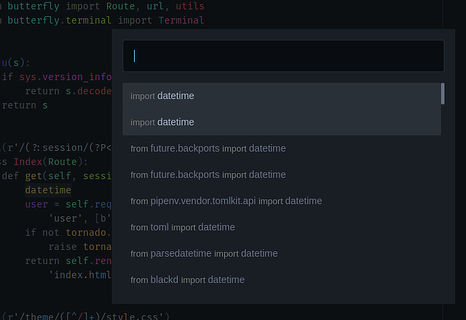 butterfly import Route, url, utils
butterfly.terminal import Terminal
u(s):
if sys.version_info
return s.decode
return s
import datetime
import datetime
from future.backports import datetime
from future.backports import datetime
from pipenv.vendor.tomlkit.api import datetime
from toml import datetime
from parsedatetime import datetime
from blackd import datetime
(r'/(?:session/(?P<
ss Index(Route):
def get(self, sessi
datetime
user = self.req
'user', [b'
if not tornado.
raise torna
return self.ren
'index.html
(r'/theme/([^/]+)/style.css')